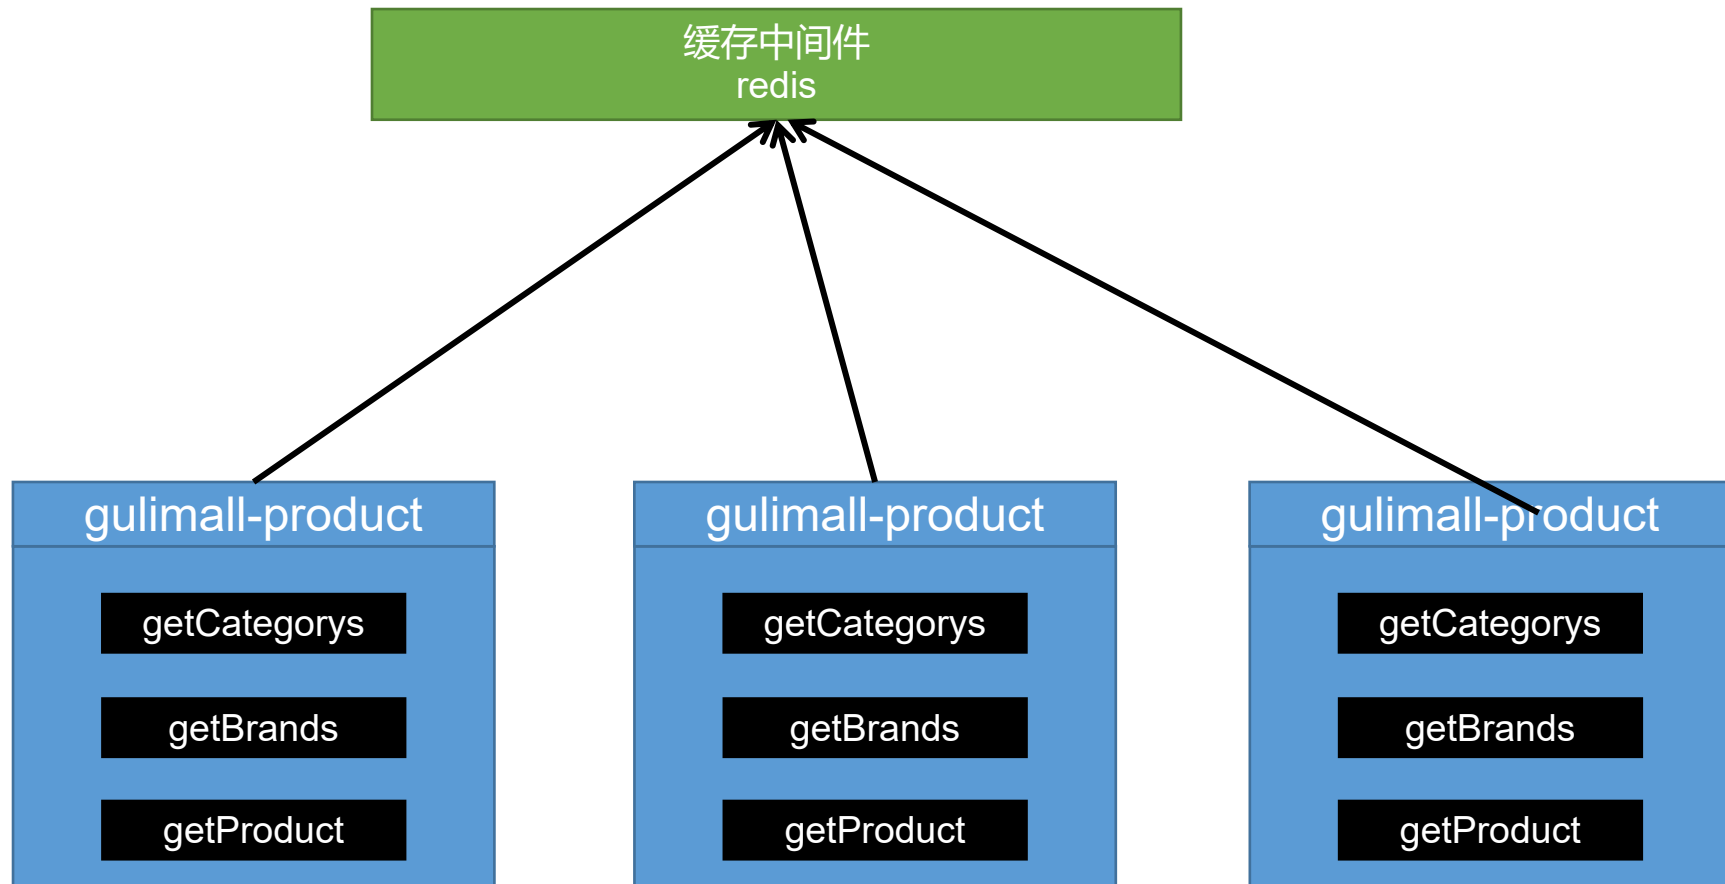 缓存中间件
redis
gulimall-product
gulimall-product
gulimall-product
getCategorys
getCategorys
getCategorys
getBrands
getBrands
getBrands
getProduct
getProduct
getProduct